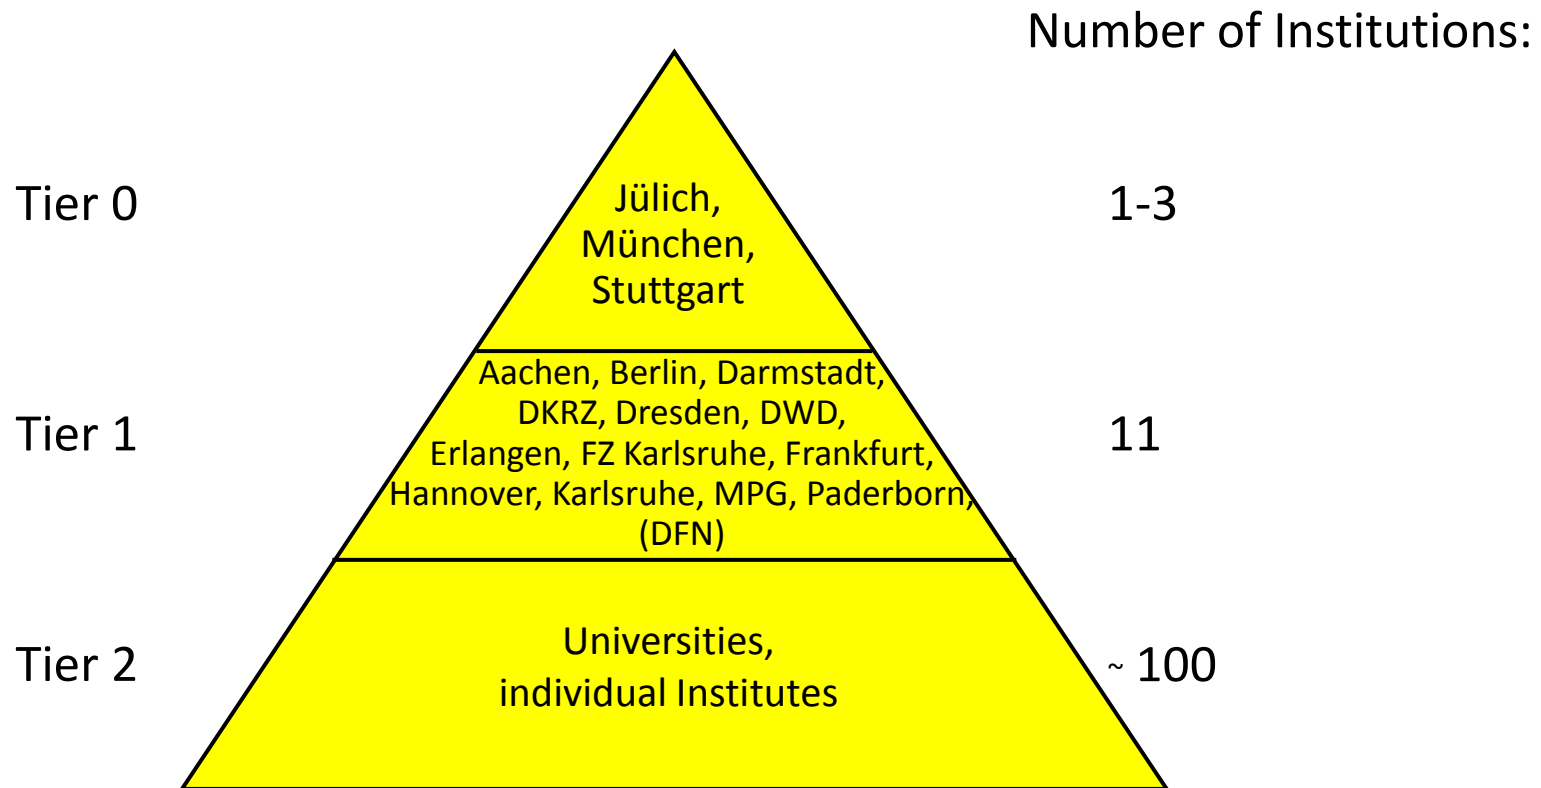 Number of Institutions:
Tier 0
Jülich,
München,
Stuttgart
1-3
Tier 1
Aachen, Berlin, Darmstadt,
DKRZ, Dresden, DWD,
Erlangen, FZ Karlsruhe, Frankfurt,
Hannover, Karlsruhe, MPG, Paderborn,
(DFN)
11
Tier 2
Universities,
individual Institutes
~ 100